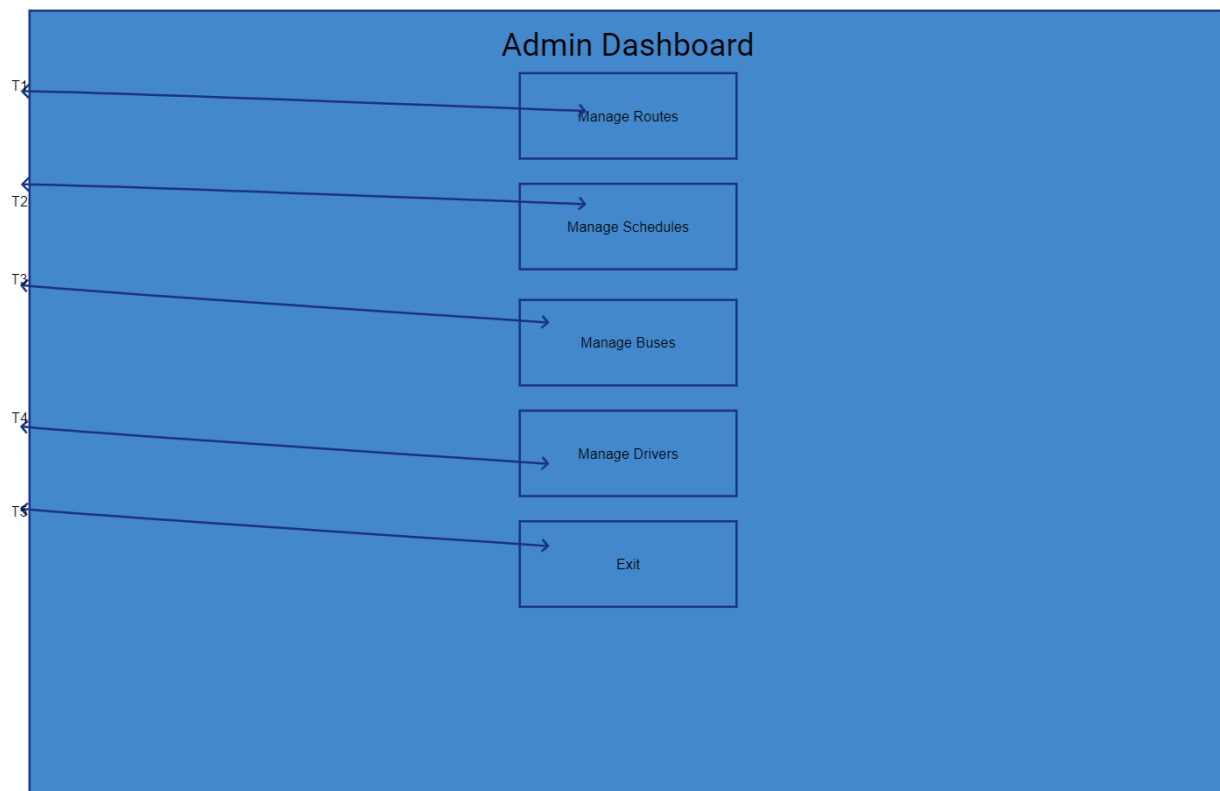 Admin Dashboard
T1
Manage Routes
T2
Manage Schedules
T3
Manage Buses
T4
Manage Drivers
T5
Exit